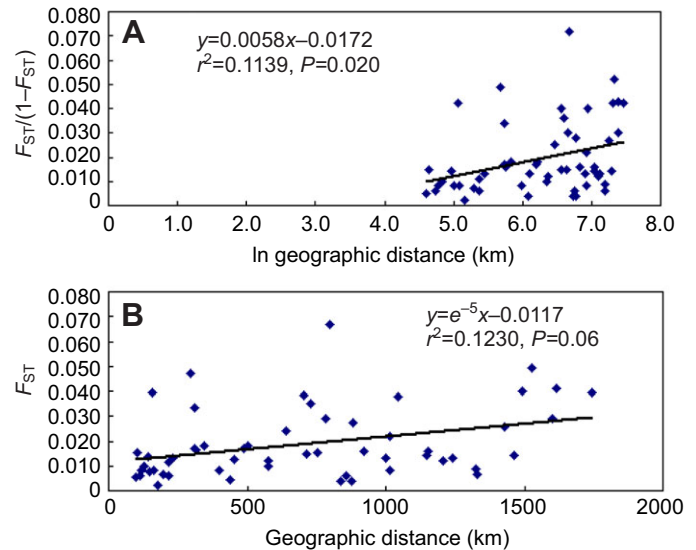 A
y=0.0058x–0.0172
r²=0.1139, P=0.020
F_ST/(1–F_ST)
0.080
0.070
0.060
0.050
0.040
0.030
0.020
0.010
0
0 1.0 2.0 3.0 4.0 5.0 6.0 7.0 8.0
ln geographic distance (km)
B
y=e⁻⁵x–0.0117
r²=0.1230, P=0.06
F_ST
0.080
0.070
0.060
0.050
0.040
0.030
0.020
0.010
0
0 500 1000 1500 2000
Geographic distance (km)